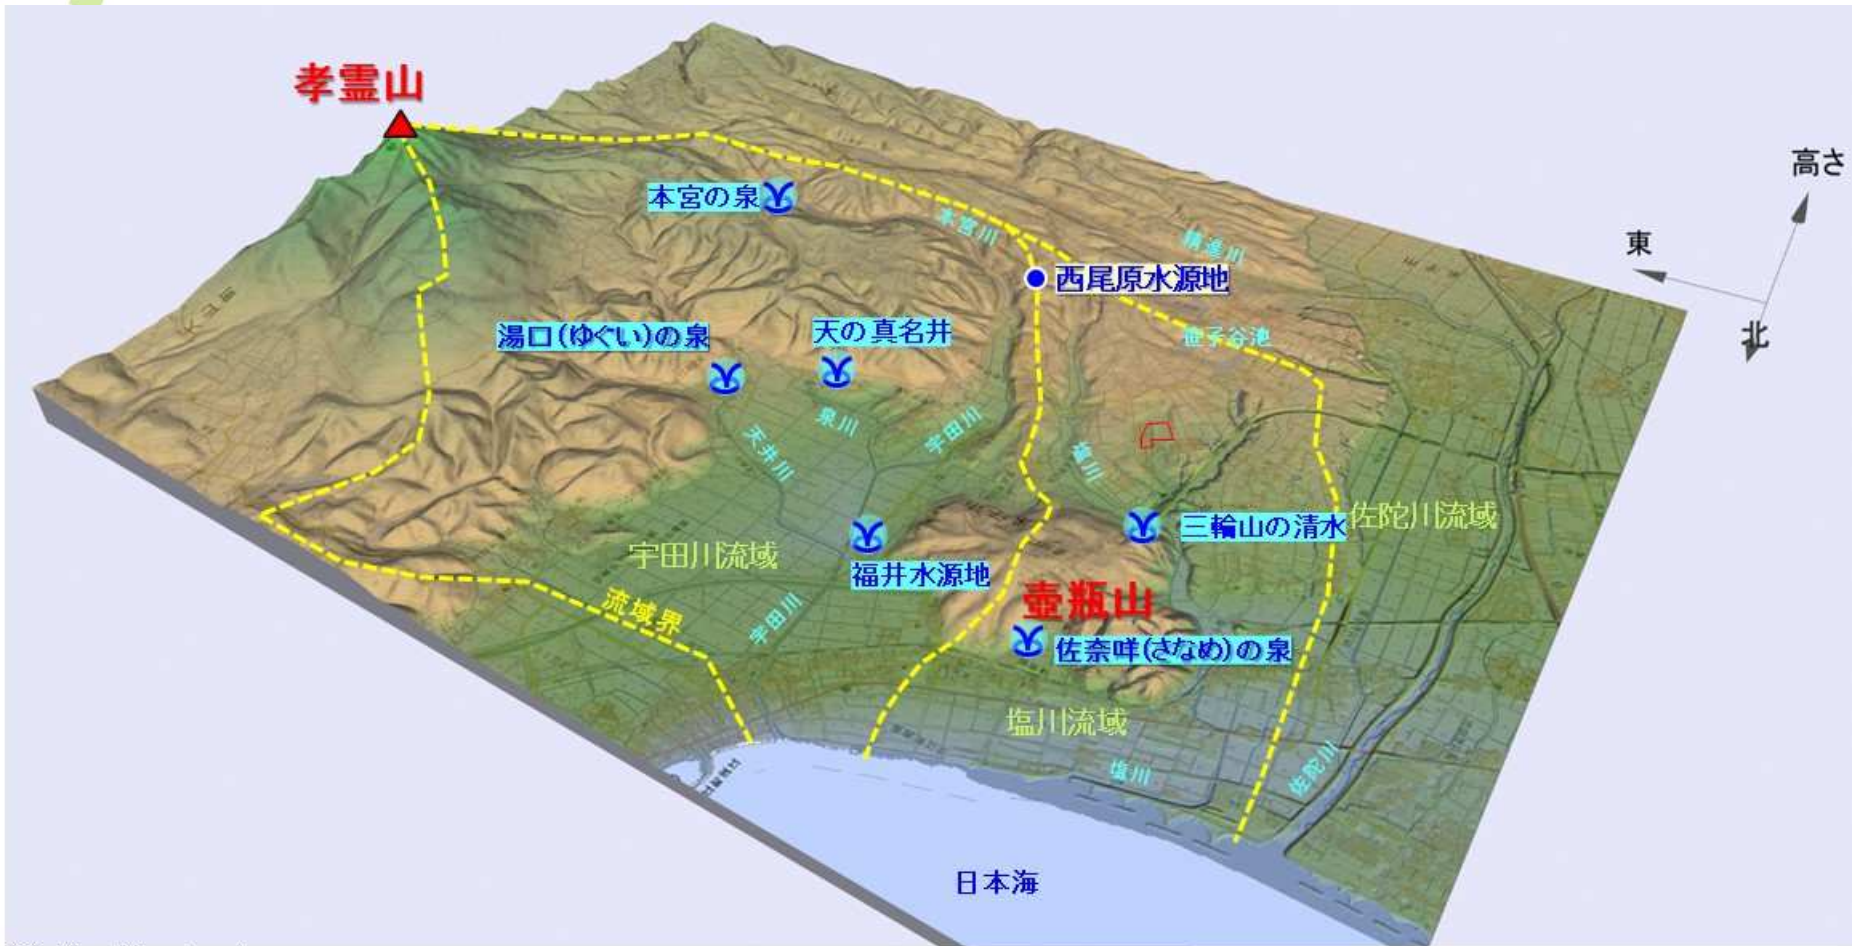 孝霊山
高さ
本宮の泉
本宮川
精進川
東
西尾原水源地
北
湯口(ゆぐい)の泉
天の真名井
笹子谷池
泉川
宇田川
天井川
塩川
佐陀川流域
三輪山の清水
宇田川流域
福井水源地
壺瓶山
流域界
宇田川
佐奈咩(さなめ)の泉
塩川流域
塩川
佐陀川
日本海